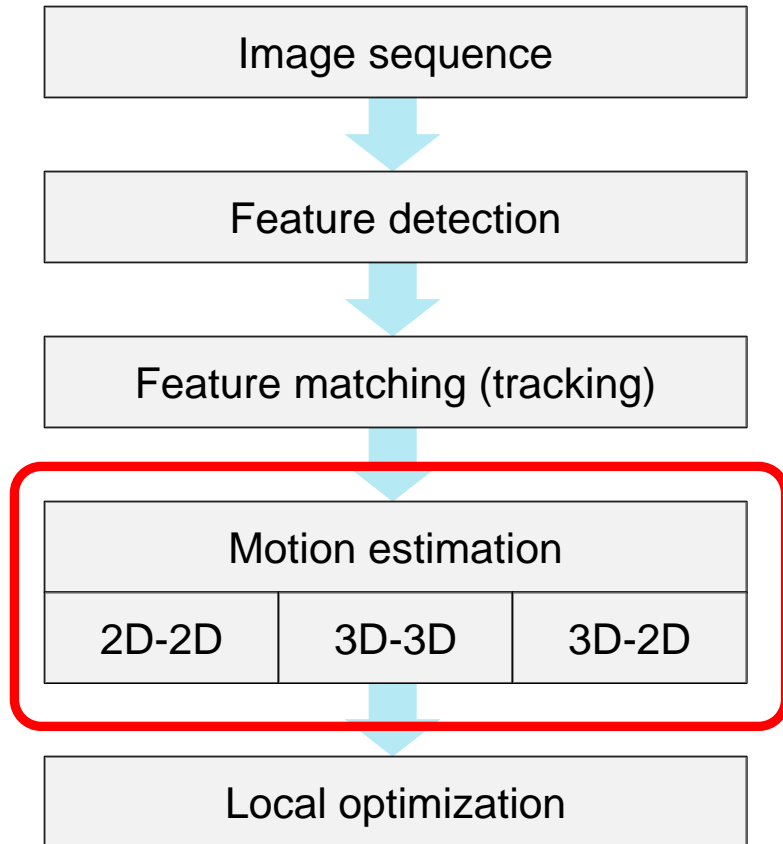 Image sequence
Feature detection
Feature matching (tracking)
Motion estimation
2D-2D 3D-3D 3D-2D
Local optimization